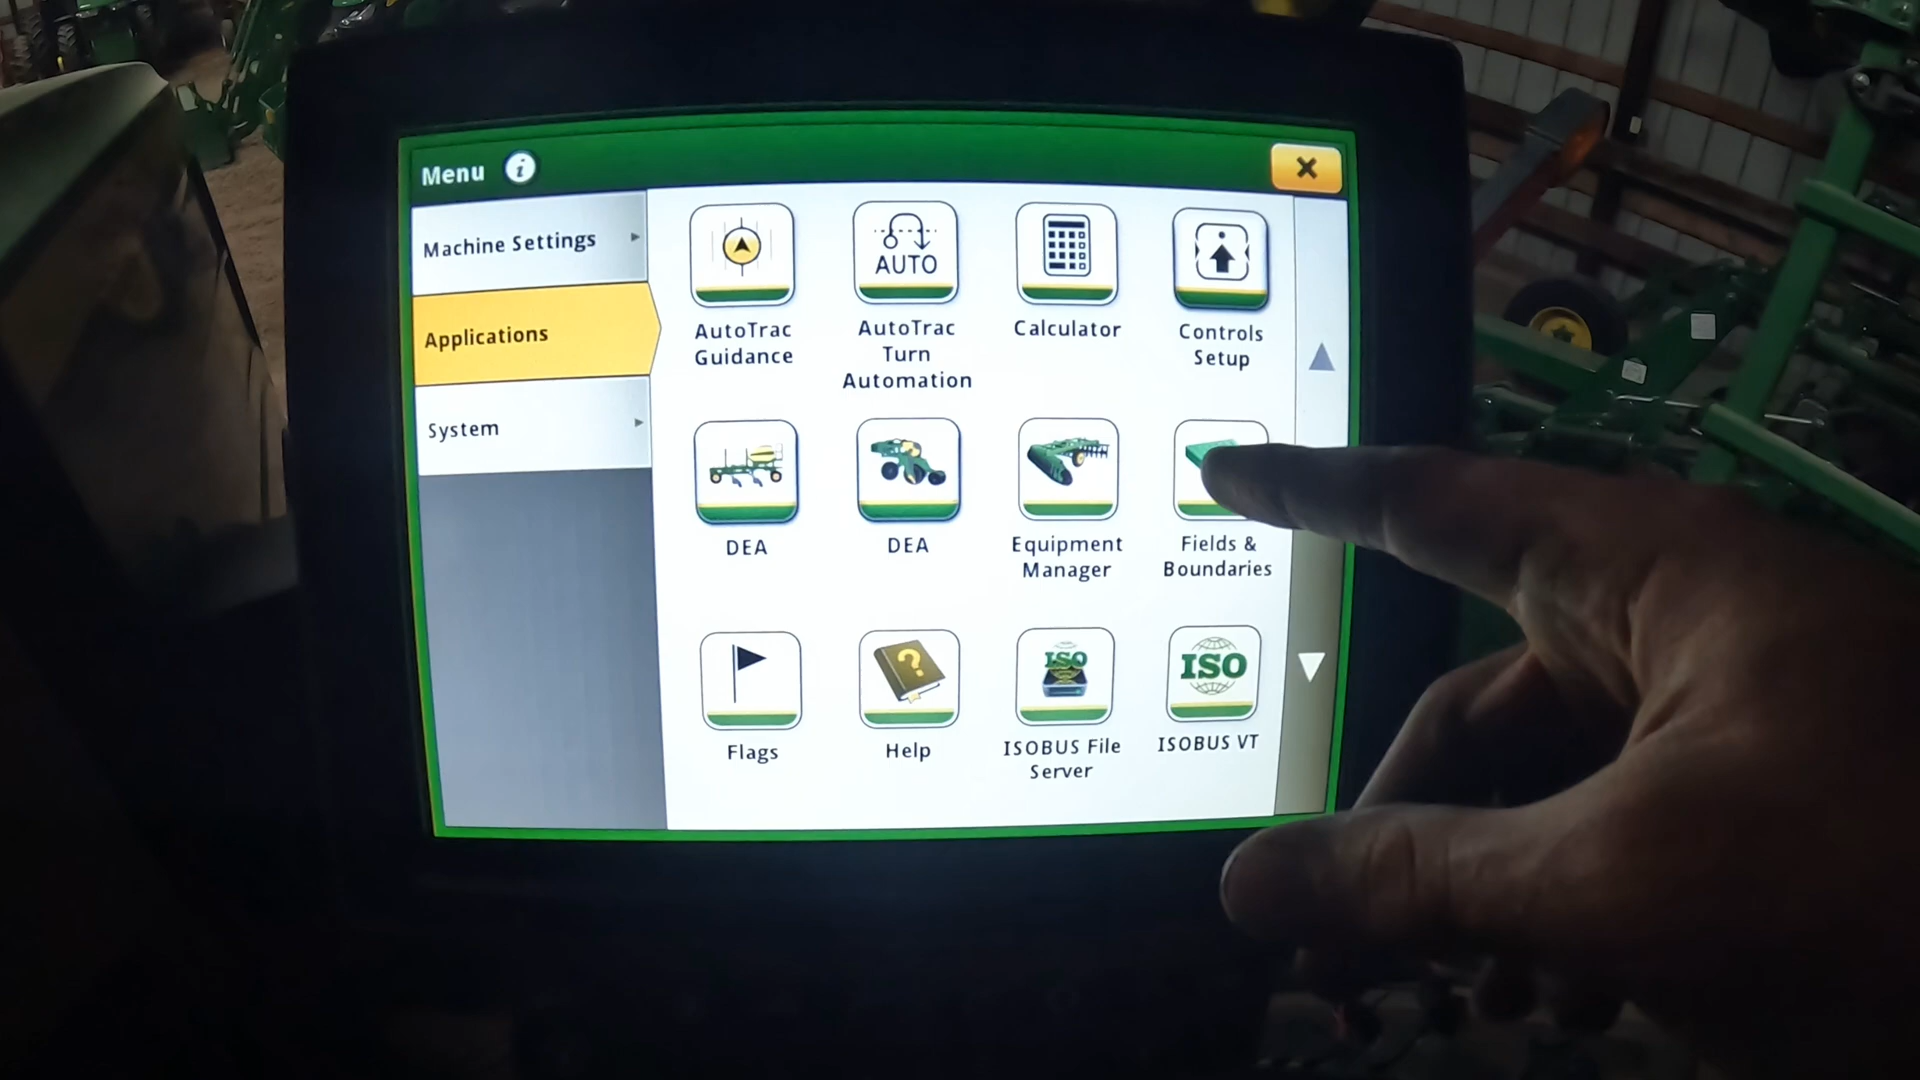 Menu i
Machine Settings
Applications
System
AutoTrac
Guidance
AUTO
AutoTrac
Turn
Automation
Calculator
Controls
Setup
DEA
DEA
Equipment
Manager
Fields &
Boundaries
Flags
?
Help
ISO
ISOBUS File
Server
ISO
ISOBUS VT